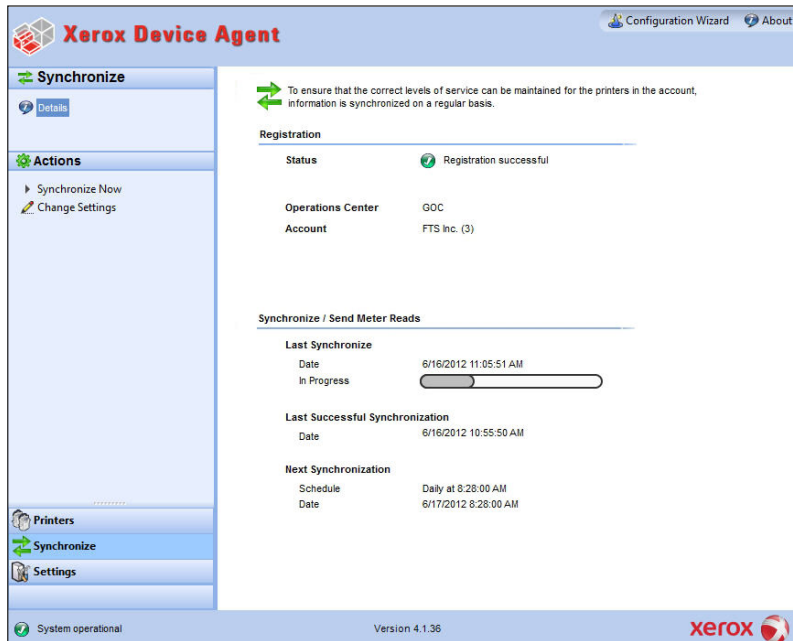 Xerox Device Agent
Configuration Wizard About
Synchronize
Details
Actions
Synchronize Now
Change Settings
To ensure that the correct levels of service can be maintained for the printers in the account,
information is synchronized on a regular basis.
Registration
Status Registration successful
Operations Center GOC
Account FTS Inc. (3)
Synchronize / Send Meter Reads
Last Synchronize
Date 6/16/2012 11:05:51 AM
In Progress
Last Successful Synchronization
Date 6/16/2012 10:55:50 AM
Next Synchronization
Schedule Daily at 8:28:00 AM
Date 6/17/2012 8:28:00 AM
Printers
Synchronize
Settings
System operational Version 4.1.36 xerox